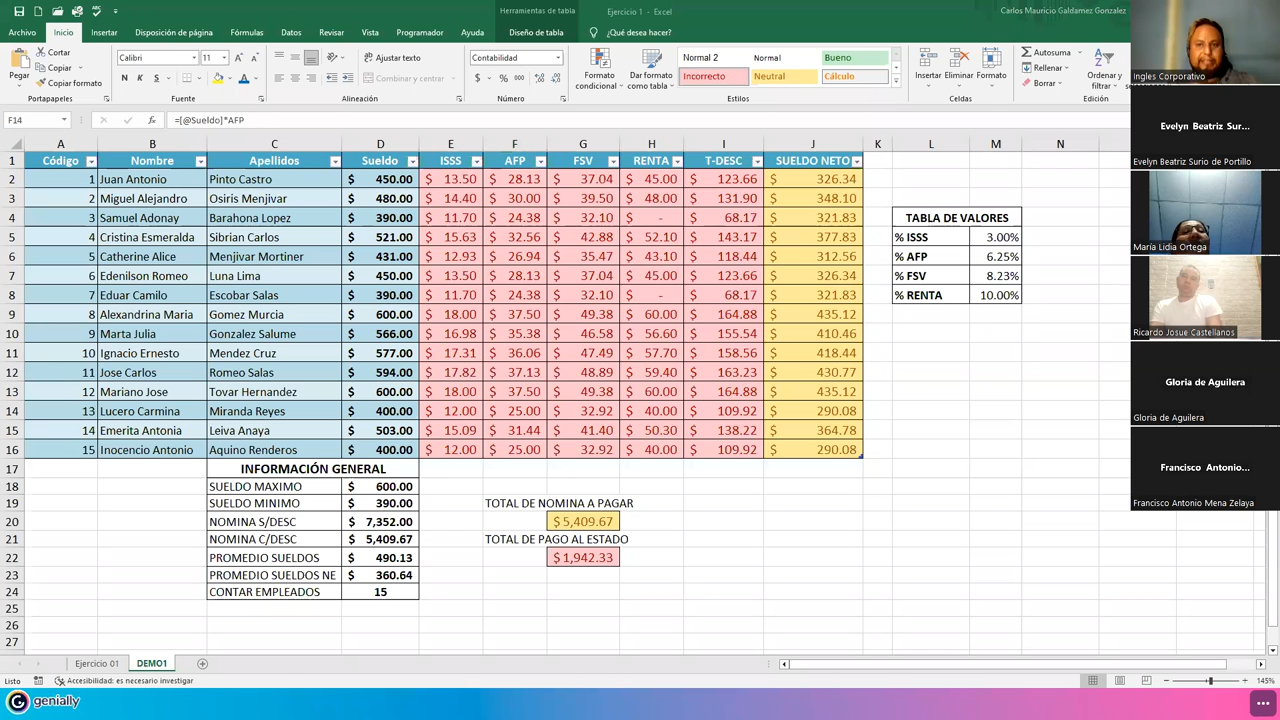 Herramientas de tabla
Ejercicio 1 - Excel
Carlos Mauricio Galdamez Gonzalez
Archivo Inicio Insertar Disposición de página Fórmulas Datos Revisar Vista Programador Ayuda Diseño de tabla ¿Qué desea hacer?
Pegar
Cortar
Copiar
Copiar formato
Portapapeles
Calibri 11
N K S
Fuente
Ajustar texto
Combinar y centrar
Alineación
Contabilidad
$ % 000
Número
Formato condicional
Dar formato como tabla
Normal 2 Normal Bueno
Incorrecto Neutral Cálculo
Estilos
Insertar Eliminar Formato
Celdas
Autosuma
Rellenar
Borrar
Ordenar y filtrar
Edición
F14 =[@Sueldo]*AFP
A B C D E F G H I J K L M N
1 Código Nombre Apellidos Sueldo ISSS AFP FSV RENTA T-DESC SUELDO NETO
2 1 Juan Antonio Pinto Castro $ 450.00 $ 13.50 $ 28.13 $ 37.04 $ 45.00 $ 123.66 $ 326.34
3 2 Miguel Alejandro Osiris Menjivar $ 480.00 $ 14.40 $ 30.00 $ 39.50 $ 48.00 $ 131.90 $ 348.10
4 3 Samuel Adonay Barahona Lopez $ 390.00 $ 11.70 $ 24.38 $ 32.10 $ - $ 68.17 $ 321.83 TABLA DE VALORES
5 4 Cristina Esmeralda Sibrian Carlos $ 521.00 $ 15.63 $ 32.56 $ 42.88 $ 52.10 $ 143.17 $ 377.83 % ISSS 3.00%
6 5 Catherine Alice Menjivar Mortiner $ 431.00 $ 12.93 $ 26.94 $ 35.47 $ 43.10 $ 118.44 $ 312.56 % AFP 6.25%
7 6 Edenilson Romeo Luna Lima $ 450.00 $ 13.50 $ 28.13 $ 37.04 $ 45.00 $ 123.66 $ 326.34 % FSV 8.23%
8 7 Eduar Camilo Escobar Salas $ 390.00 $ 11.70 $ 24.38 $ 32.10 $ - $ 68.17 $ 321.83 % RENTA 10.00%
9 8 Alexandrina Maria Gomez Murcia $ 600.00 $ 18.00 $ 37.50 $ 49.38 $ 60.00 $ 164.88 $ 435.12
10 9 Marta Julia Gonzalez Salume $ 566.00 $ 16.98 $ 35.38 $ 46.58 $ 56.60 $ 155.54 $ 410.46
11 10 Ignacio Ernesto Mendez Cruz $ 577.00 $ 17.31 $ 36.06 $ 47.49 $ 57.70 $ 158.56 $ 418.44
12 11 Jose Carlos Romeo Salas $ 594.00 $ 17.82 $ 37.13 $ 48.89 $ 59.40 $ 163.23 $ 430.77
13 12 Mariano Jose Tovar Hernandez $ 600.00 $ 18.00 $ 37.50 $ 49.38 $ 60.00 $ 164.88 $ 435.12
14 13 Lucero Carmina Miranda Reyes $ 400.00 $ 12.00 $ 25.00 $ 32.92 $ 40.00 $ 109.92 $ 290.08
15 14 Emerita Antonia Leiva Anaya $ 503.00 $ 15.09 $ 31.44 $ 41.40 $ 50.30 $ 138.22 $ 364.78
16 15 Inocencio Antonio Aquino Renderos $ 400.00 $ 12.00 $ 25.00 $ 32.92 $ 40.00 $ 109.92 $ 290.08
17 INFORMACIÓN GENERAL
18 SUELDO MAXIMO $ 600.00
19 SUELDO MINIMO $ 390.00 TOTAL DE NOMINA A PAGAR
20 NOMINA S/DESC $ 7,352.00 $ 5,409.67
21 NOMINA C/DESC $ 5,409.67 TOTAL DE PAGO AL ESTADO
22 PROMEDIO SUELDOS $ 490.13 $ 1,942.33
23 PROMEDIO SUELDOS NE $ 360.64
24 CONTAR EMPLEADOS 15
25
26
27
Ejercicio 01 DEMO1
Listo Accesibilidad: es necesario investigar 145%
genially
Ingles Corporativo
Evelyn Beatriz Sur...
Evelyn Beatriz Surio de Portillo
María Lidia Ortega
Ricardo Josue Castellanos
Gloria de Aguilera
Gloria de Aguilera
Francisco Antonio...
Francisco Antonio Mena Zelaya